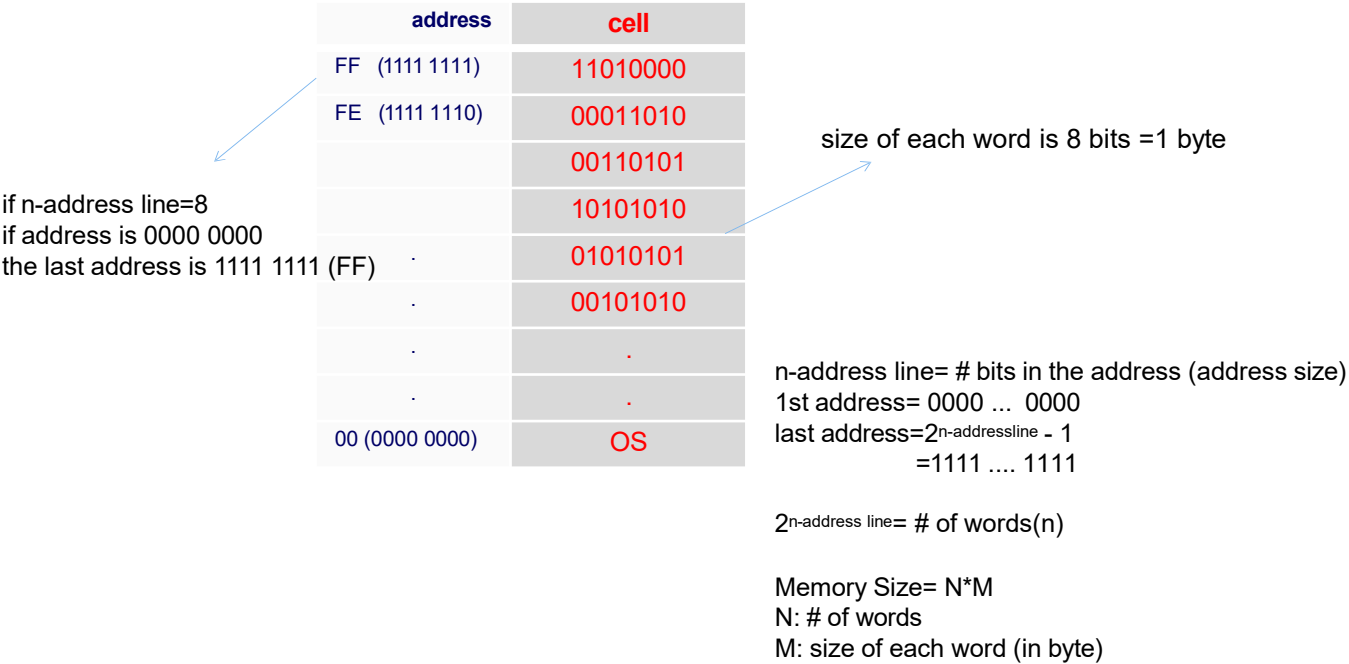 address cell
FF (1111 1111) 11010000
FE (1111 1110) 00011010
00110101
10101010
. 01010101
. 00101010
. .
. .
00 (0000 0000) OS
if n-address line=8
if address is 0000 0000
the last address is 1111 1111 (FF)
size of each word is 8 bits =1 byte
n-address line= # bits in the address (address size)
1st address= 0000 ... 0000
last address=2n-addressline - 1
=1111 .... 1111
2n-address line= # of words(n)
Memory Size= N*M
N: # of words
M: size of each word (in byte)